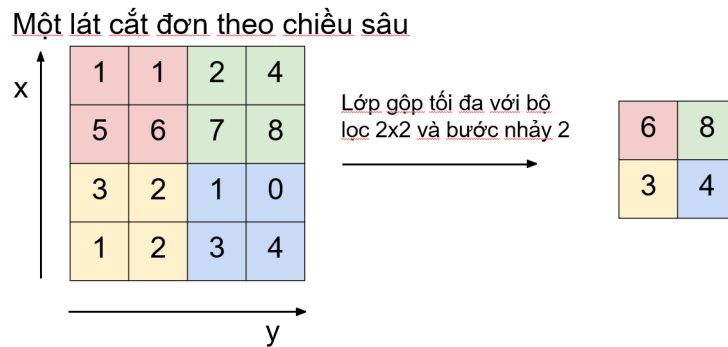 Một lát cắt đơn theo chiều sâu
x
1 1 2 4
5 6 7 8
3 2 1 0
1 2 3 4
y
Lớp gộp tối đa với bộ
lọc 2x2 và bước nhảy 2
6 8
3 4